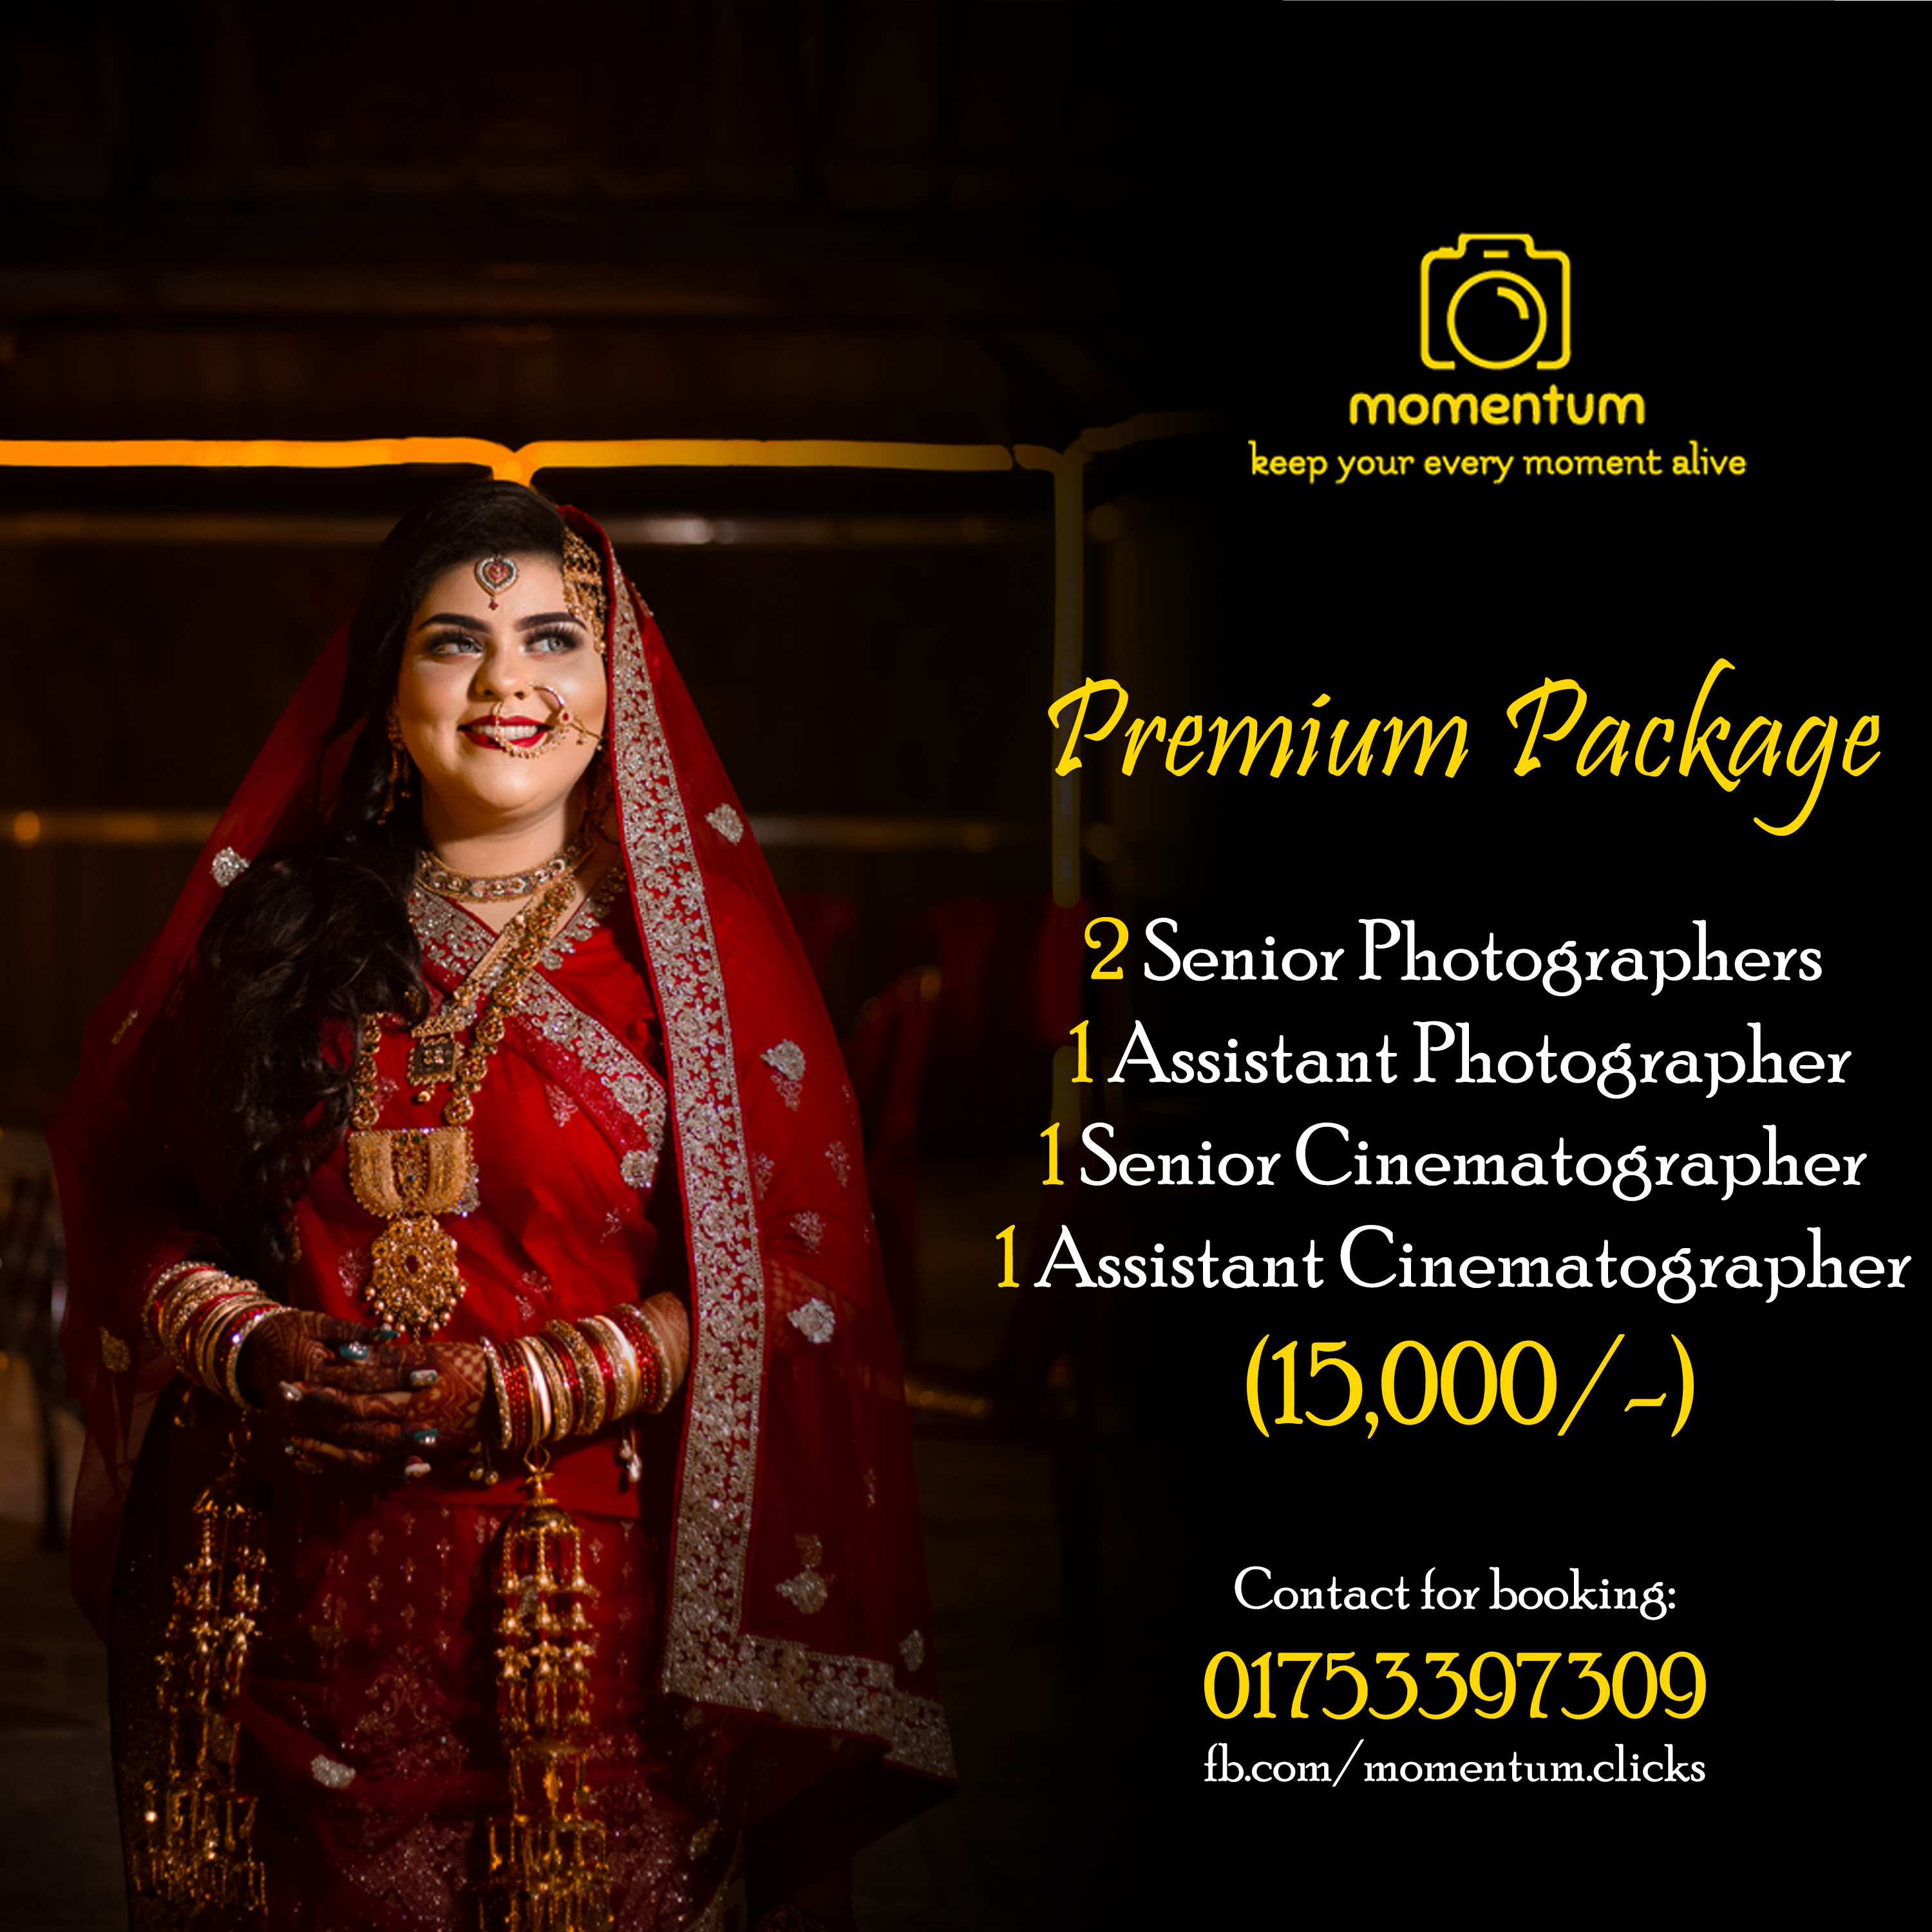 momentum
keep your every moment alive
Premium Package
2 Senior Photographers
1 Assistant Photographer
1 Senior Cinematographer
1 Assistant Cinematographer
(15,000/-)
Contact for booking:
01753397309
fb.com/momentum.clicks